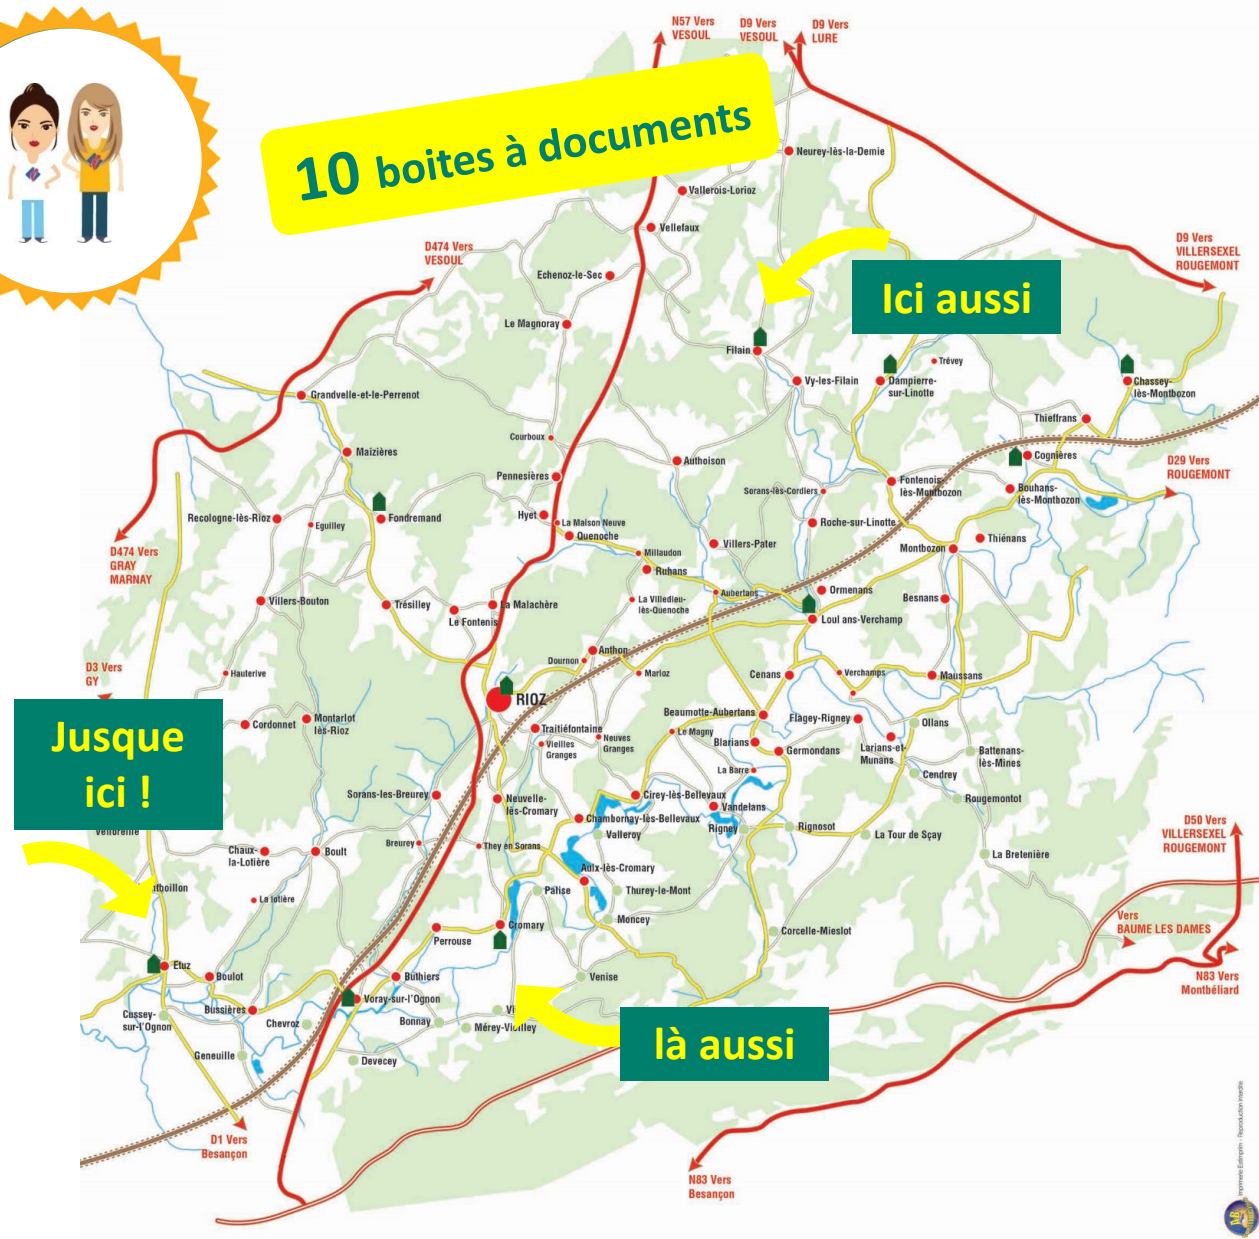 N57 Vers
VESOUL
D9 Vers
VESOUL
D9 Vers
LURE
10 boites à documents
Neurey-lès-la-Demie
Vallerois-Lorioz
Vellefaux
D474 Vers
VESOUL
D9 Vers
VILLERSEXEL
ROUGEMONT
Echenoz-le-Sec
Ici aussi
Le Magnoray
Filain
Trévey
Vy-les-Filain
Dampierre-
sur-Linotte
Chassey-
lès-Montbozon
Grandvelle-et-le-Perrenot
Thieffrans
Courboux
Maizières
Authoison
Cognières
D29 Vers
ROUGEMONT
Pennesières
Sorans-lès-Cordiers
Fontenois-
lès-Montbozon
Bouhans-
lès-Montbozon
Recologne-lès-Rioz
Eguilley
Fondremand
Hyet
La Maison Neuve
Quenoche
Roche-sur-Linotte
D474 Vers
GRAY
MARNAY
Millaudon
Villers-Pater
Montbozon
Thiénans
Ruhans
Villers-Bouton
Trésilley
La Malachère
Le Fontenis
La Villedieu-
lès-Quenoche
Aubertans
Ormenans
Besnans
Loul ans-Verchamp
D3 Vers
GY
Hauterive
Anthon
Dournon
Marloz
Cenans
Verchamps
Maussans
RIOZ
Jusque
ici !
Cordonnet
Montarlot
lès-Rioz
Traitiéfontaine
Vieilles
Granges
Neuves
Granges
Beaumotte-Aubertans
Le Magny
Blarians
Flagey-Rigney
Ollans
Germondans
Larians-et-
Munans
Battenans-
lès-Mines
La Barre
Cendrey
Sorans-les-Breurey
Neuvelle-
lès-Cromary
Cirey-lès-Bellevaux
Vandelans
Rougemontot
Chambornay-lès-Bellevaux
Valleroy
Rigney
Rignosot
La Tour de Sçay
D50 Vers
VILLERSEXEL
ROUGEMONT
Chaux-
la-Lotière
Boult
Breurey
They en Sorans
La Bretenière
Aulx-lès-Cromary
La lotière
Palise
Thurey-le-Mont
Moncey
Perrouse
Cromary
Corcelle-Mieslot
Vers
BAUME LES DAMES
Etuz
Boulot
Buthiers
Venise
N83 Vers
Montbéliard
Cussey-
sur-l'Ognon
Bussières
Chevroz
Voray-sur-l'Ognon
Bonnay
Mérey-Vieilley
là aussi
Geneuille
Devecey
D1 Vers
Besançon
N83 Vers
Besançon
Imprimerie Estimprim - Reproduction interdite